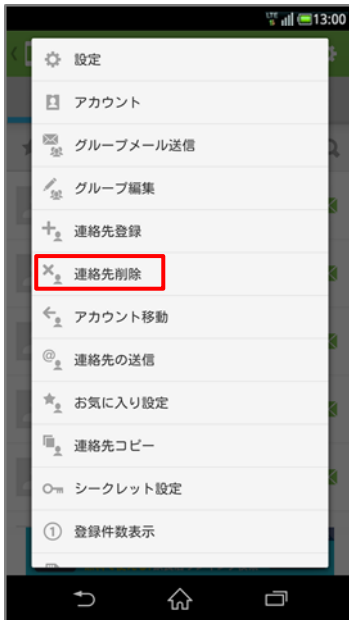 LTE 13:00
設定
アカウント
グループメール送信
グループ編集
連絡先登録
連絡先削除
アカウント移動
連絡先の送信
お気に入り設定
連絡先コピー
シークレット設定
1 登録件数表示